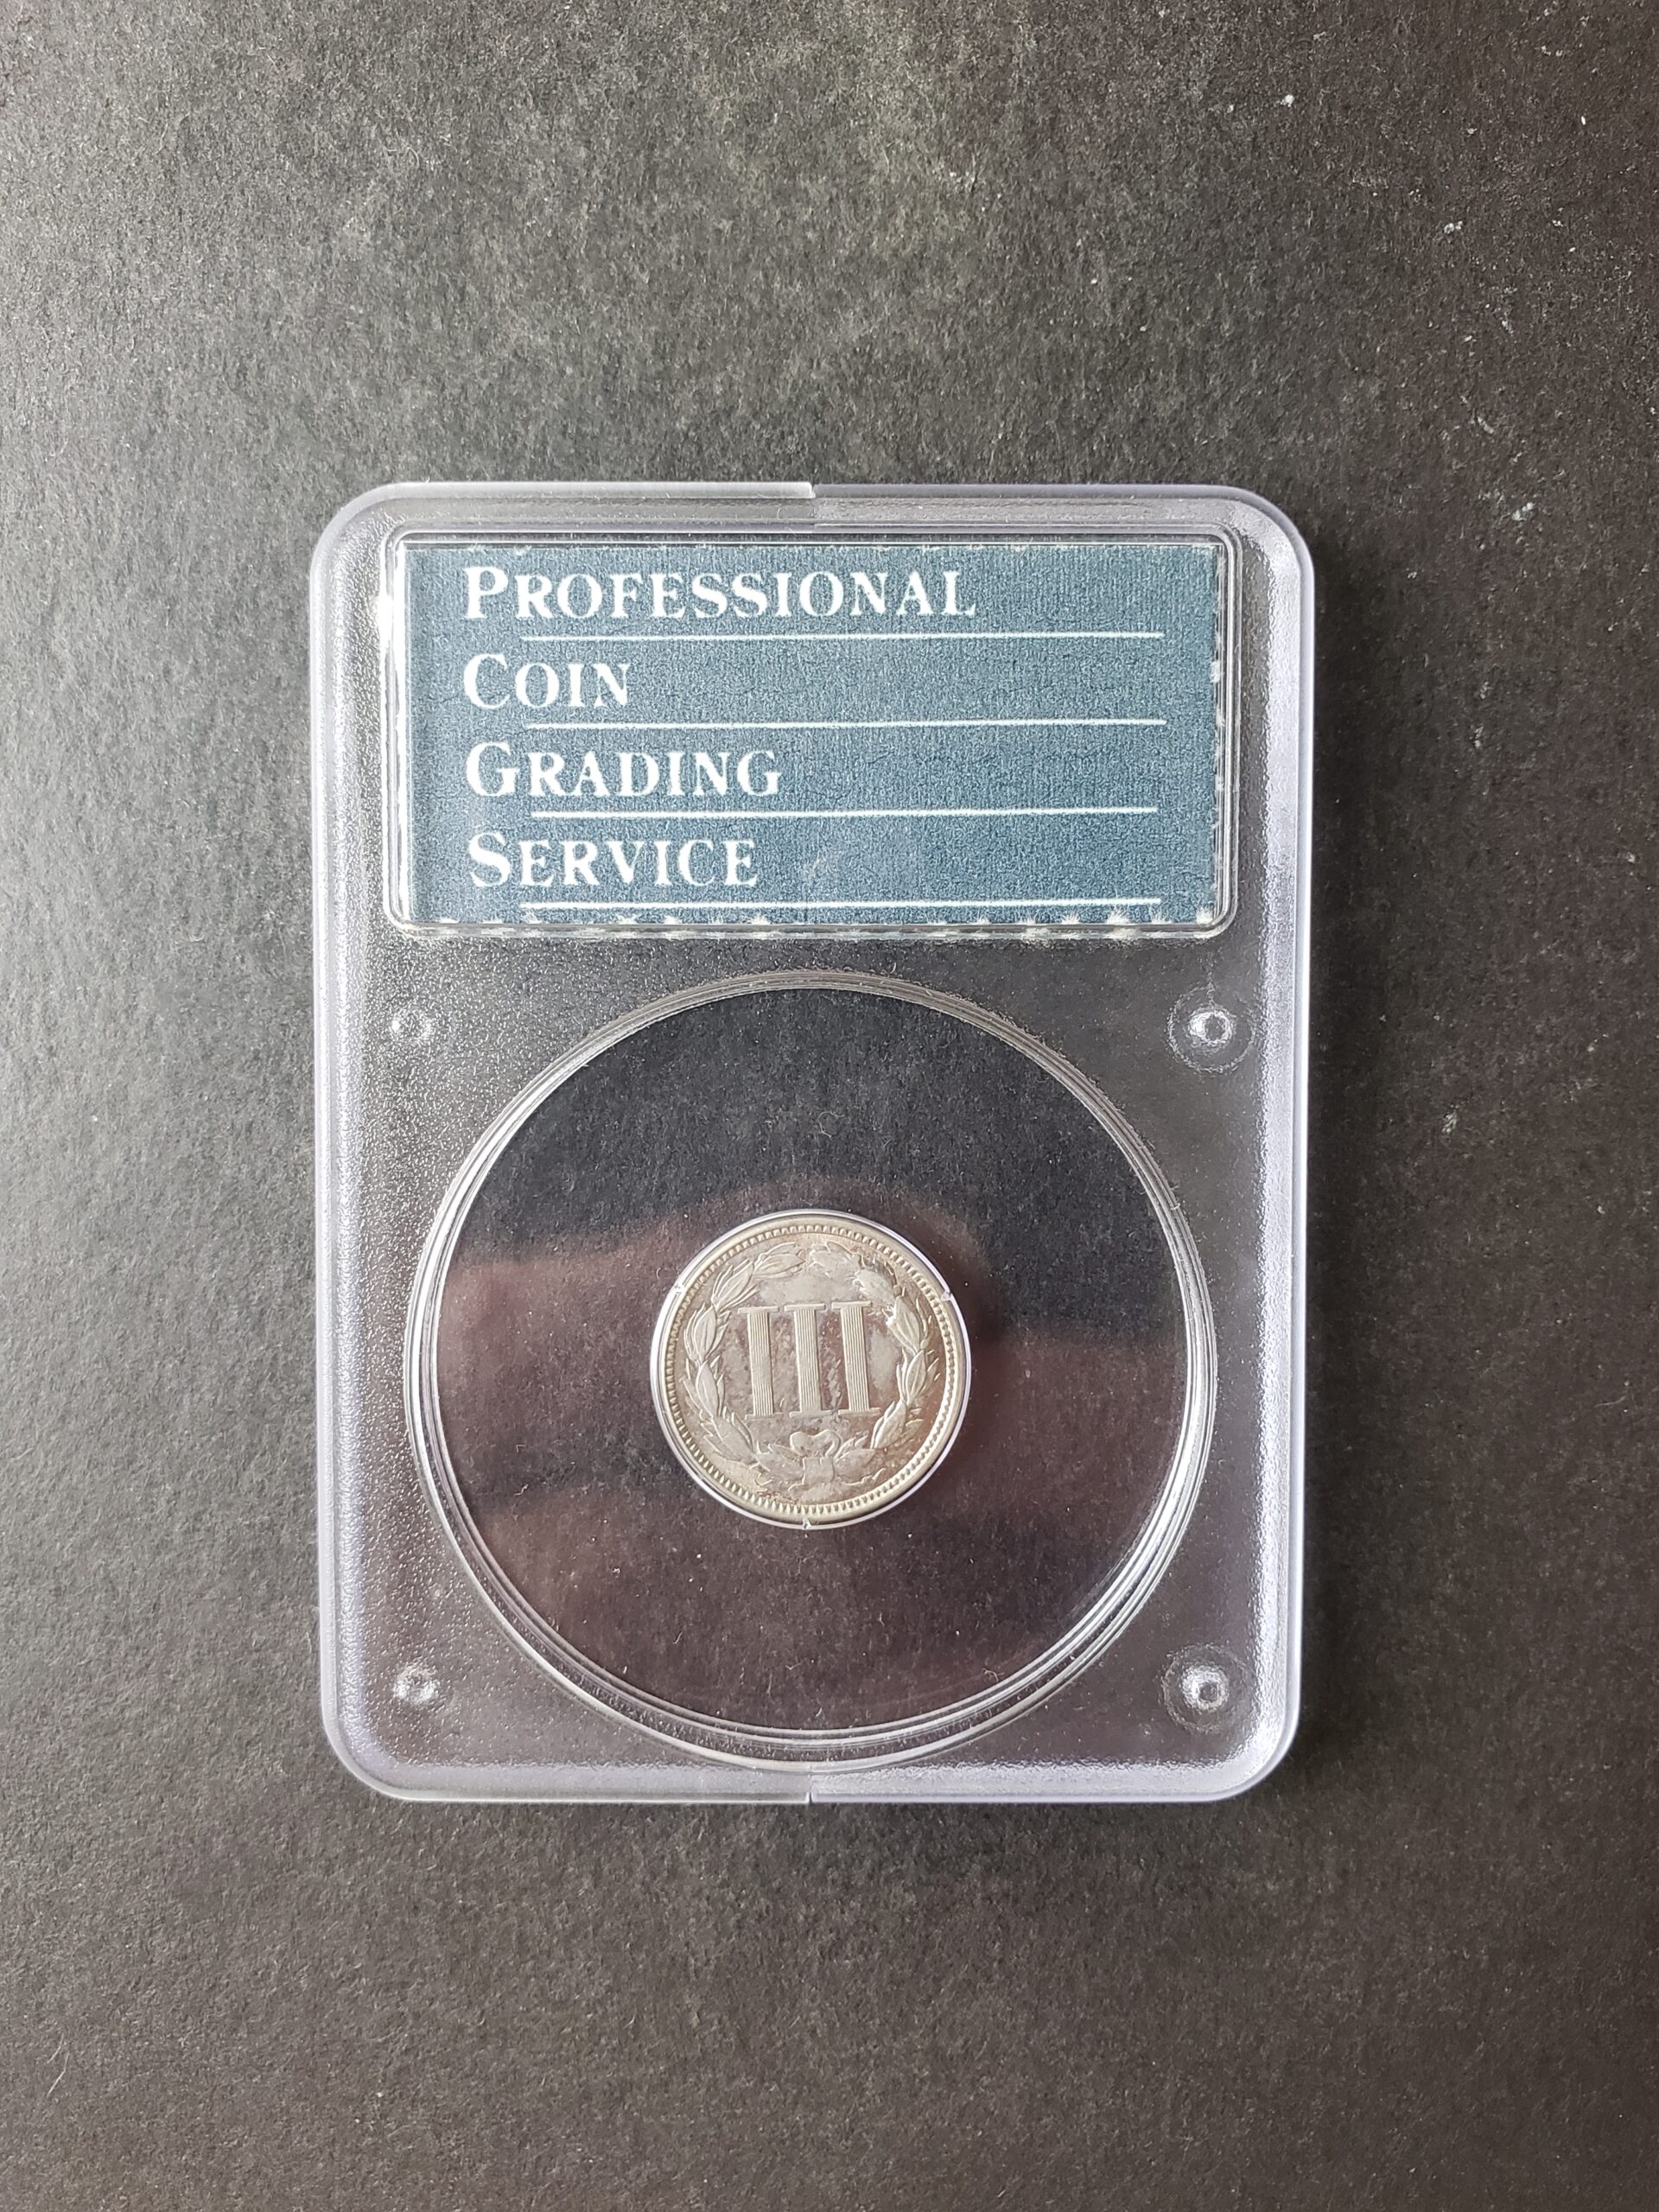 PROFESSIONAL
COIN
GRADING
SERVICE
III